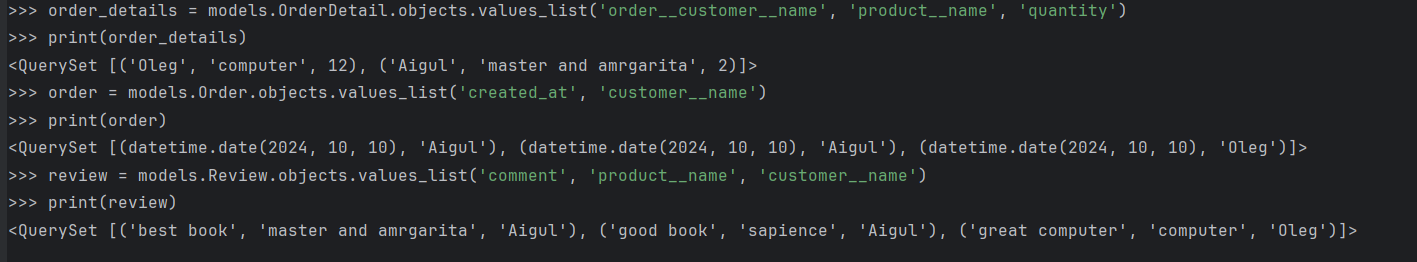 >>> order_details = models.OrderDetail.objects.values_list('order__customer__name', 'product__name', 'quantity')
>>> print(order_details)
<QuerySet [('Oleg', 'computer', 12), ('Aigul', 'master and amrgarita', 2)]>
>>> order = models.Order.objects.values_list('created_at', 'customer__name')
>>> print(order)
<QuerySet [(datetime.date(2024, 10, 10), 'Aigul'), (datetime.date(2024, 10, 10), 'Aigul'), (datetime.date(2024, 10, 10), 'Oleg')]>
>>> review = models.Review.objects.values_list('comment', 'product__name', 'customer__name')
>>> print(review)
<QuerySet [('best book', 'master and amrgarita', 'Aigul'), ('good book', 'sapience', 'Aigul'), ('great computer', 'computer', 'Oleg')]>